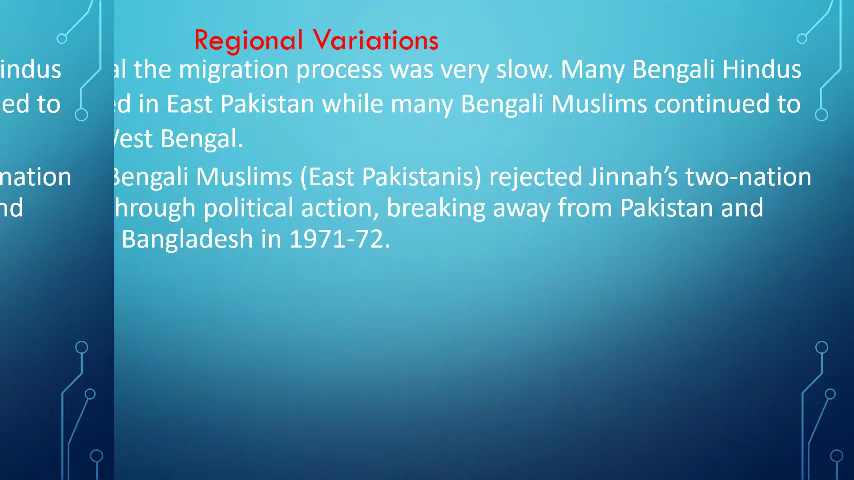 Regional Variations
indus al the migration process was very slow. Many Bengali Hindus
ed to ed in East Pakistan while many Bengali Muslims continued to
West Bengal.
nation Bengali Muslims (East Pakistanis) rejected Jinnah's two-nation
nd hrough political action, breaking away from Pakistan and
Bangladesh in 1971-72.